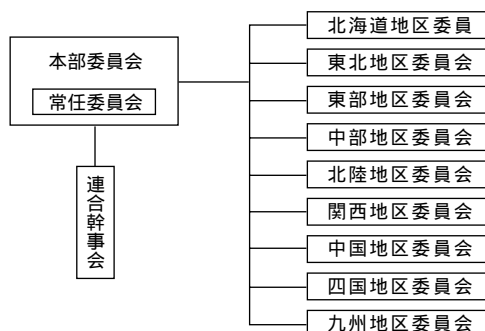 本部委員会
常任委員会
連合幹事会
北海道地区委員
東北地区委員会
東部地区委員会
中部地区委員会
北陸地区委員会
関西地区委員会
中国地区委員会
四国地区委員会
九州地区委員会